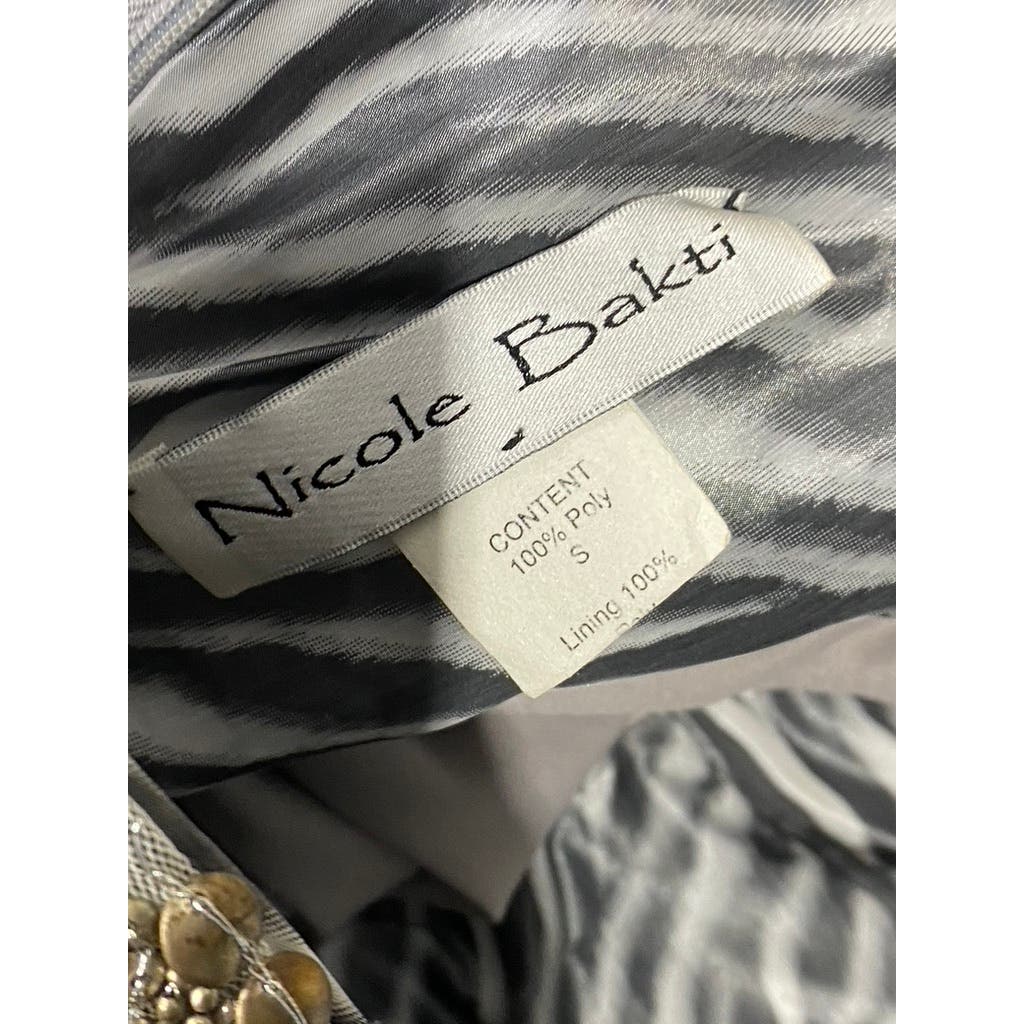 Nicole Bakti
CONTENT
100% Poly
S
Lining 100%